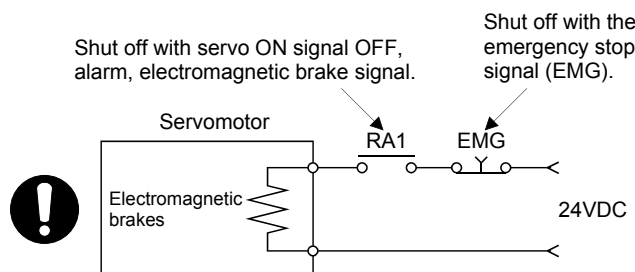 Shut off with servo ON signal OFF,
alarm, electromagnetic brake signal.
Shut off with the
emergency stop
signal (EMG).
Servomotor
RA1
EMG
Electromagnetic
brakes
24VDC